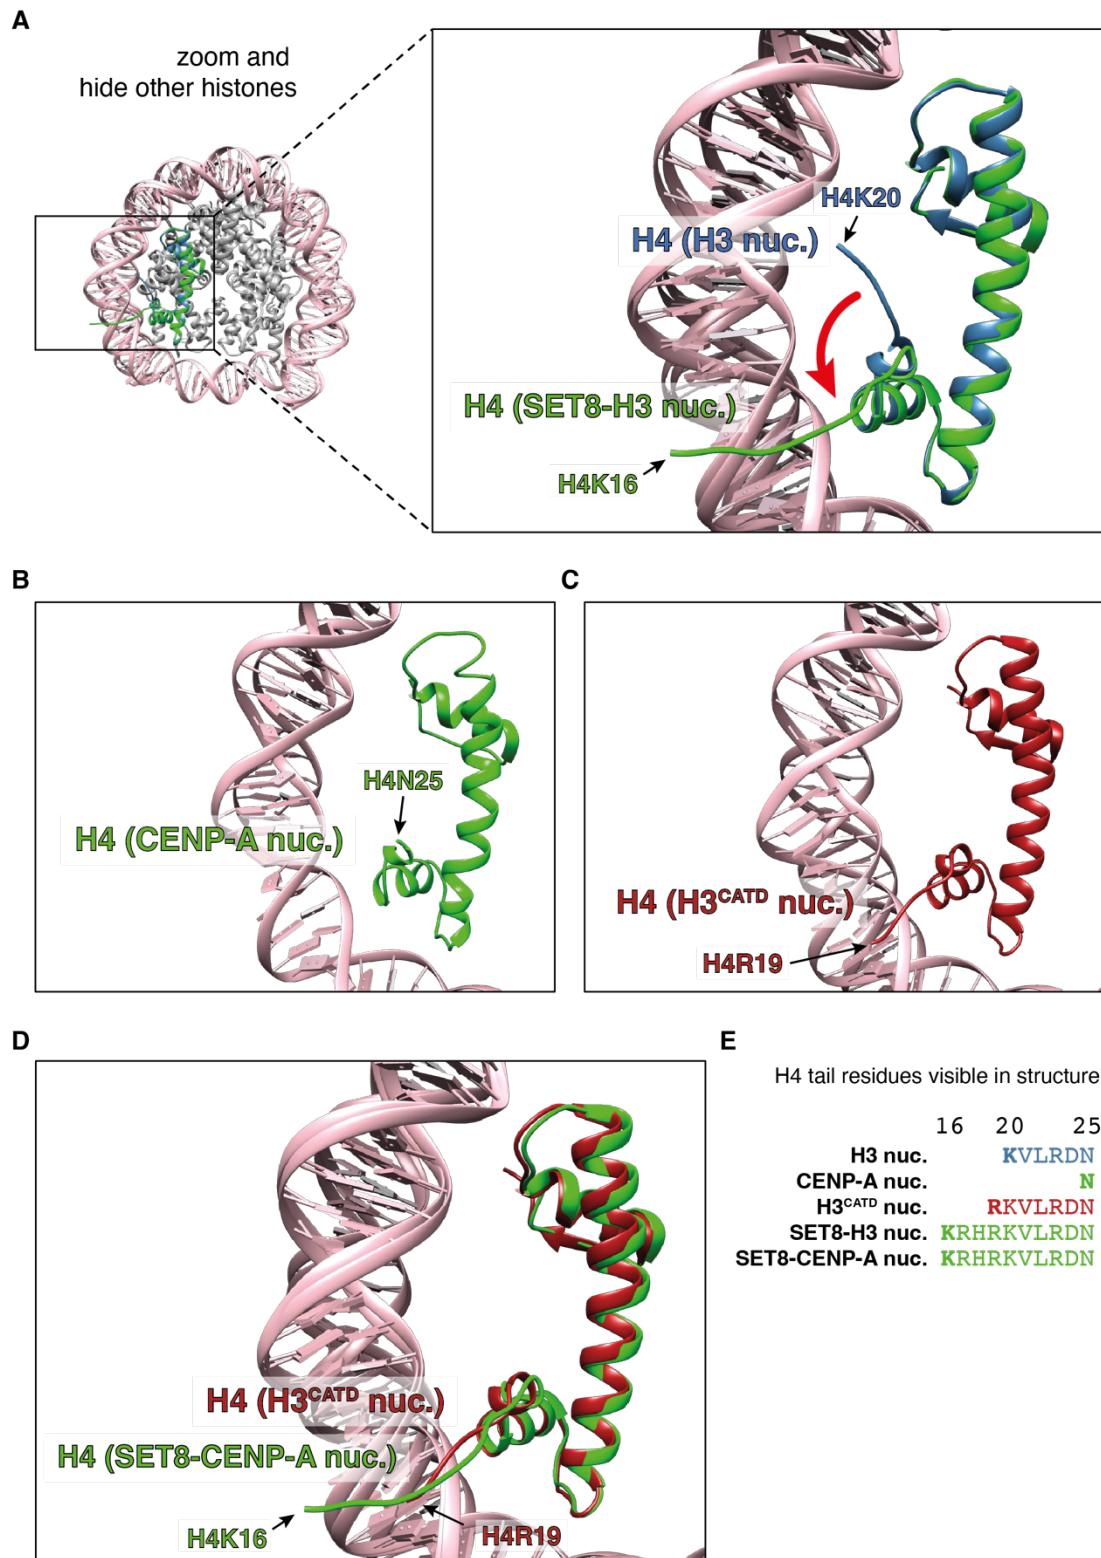 A
zoom and
hide other histones
H4K20
H4 (H3 nuc.)
H4 (SET8-H3 nuc.)
H4K16
B
H4N25
H4 (CENP-A nuc.)
C
H4 (H3CATD nuc.)
H4R19
D
H4 (H3CATD nuc.)
H4 (SET8-CENP-A nuc.)
H4K16
H4R19
E
H4 tail residues visible in structure
16 20 25
H3 nuc. KVLRDN
CENP-A nuc. N
H3CATD nuc. RKVLRDN
SET8-H3 nuc. KRHRKVLRDN
SET8-CENP-A nuc. KRHRKVLRDN